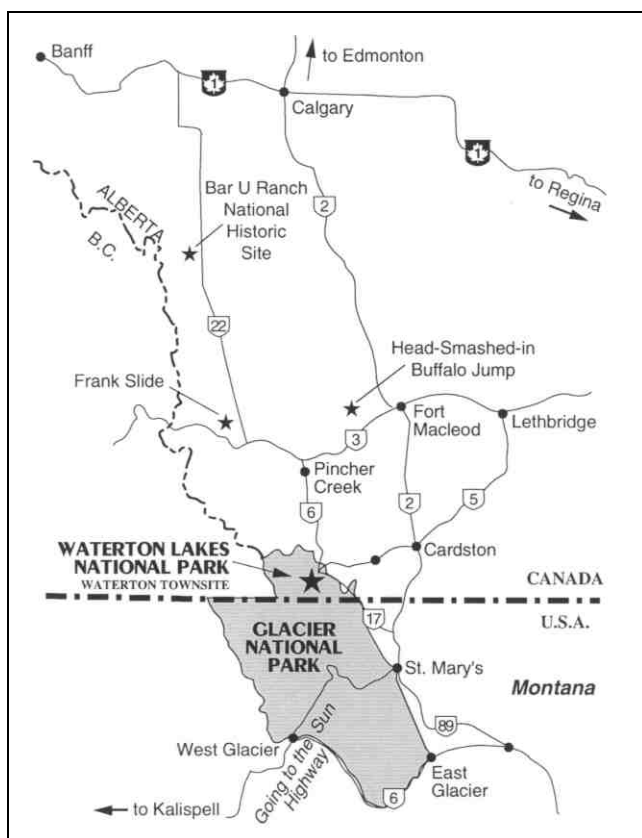 to Edmonton
Banff
1
Calgary
1
to Regina
ALBERTA
B.C.
Bar U Ranch
National
Historic
Site
2
22
Head-Smashed-in
Buffalo Jump
Frank Slide
Fort
Macleod
Lethbridge
3
Pincher
Creek
6
2
5
WATERTON LAKES
NATIONAL PARK
WATERTON TOWNSITE
Cardston
CANADA
U.S.A.
17
GLACIER
NATIONAL
PARK
St. Mary's
Montana
89
West Glacier
Going to the Sun
Highway
East
Glacier
6
to Kalispell